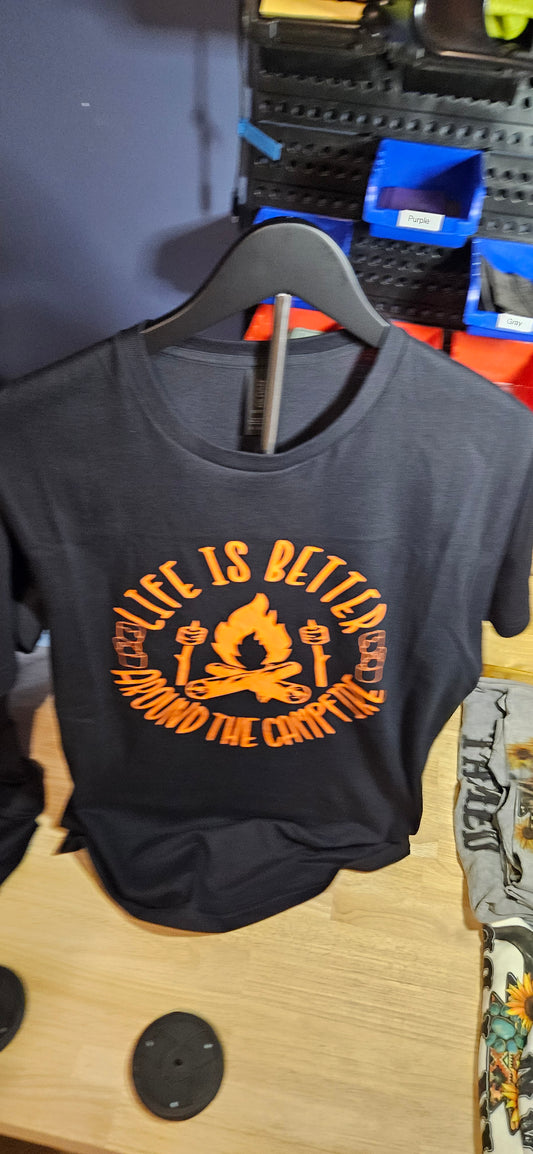 Purple
Gray
LIFE IS BETTER
AROUND THE CAMPFIRE